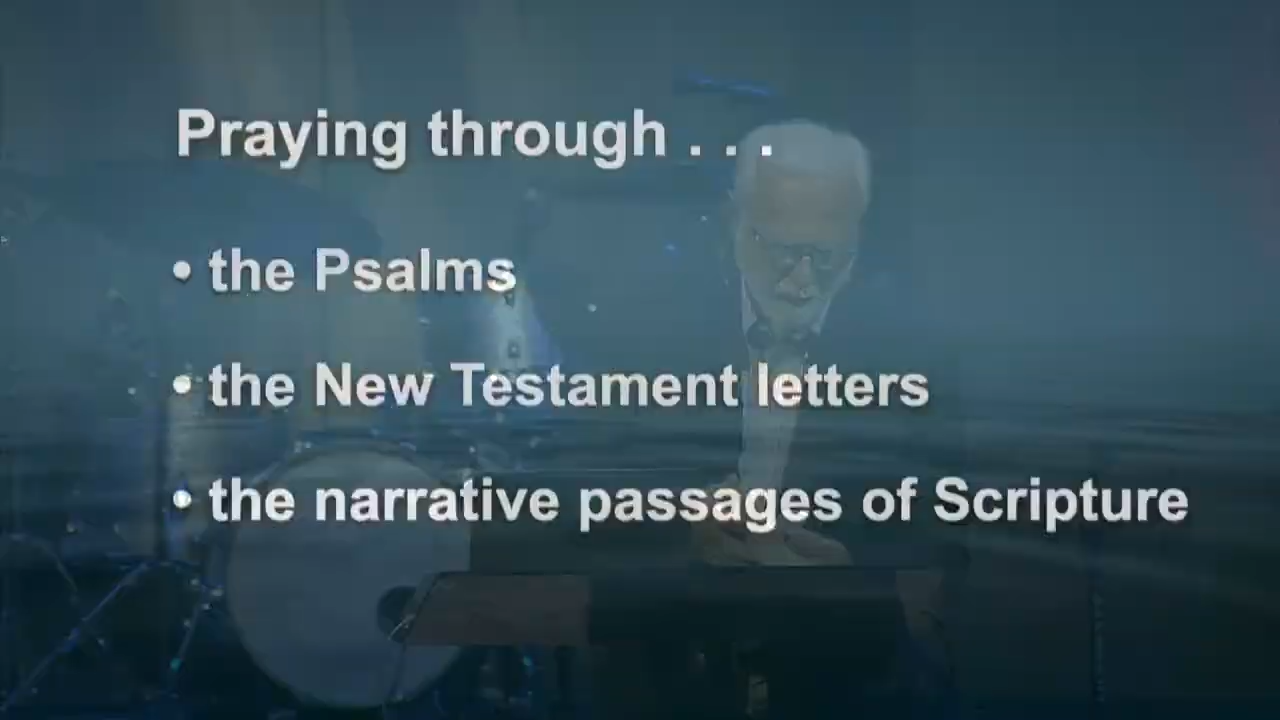 Praying through . . .
• the Psalms
• the New Testament letters
• the narrative passages of Scripture